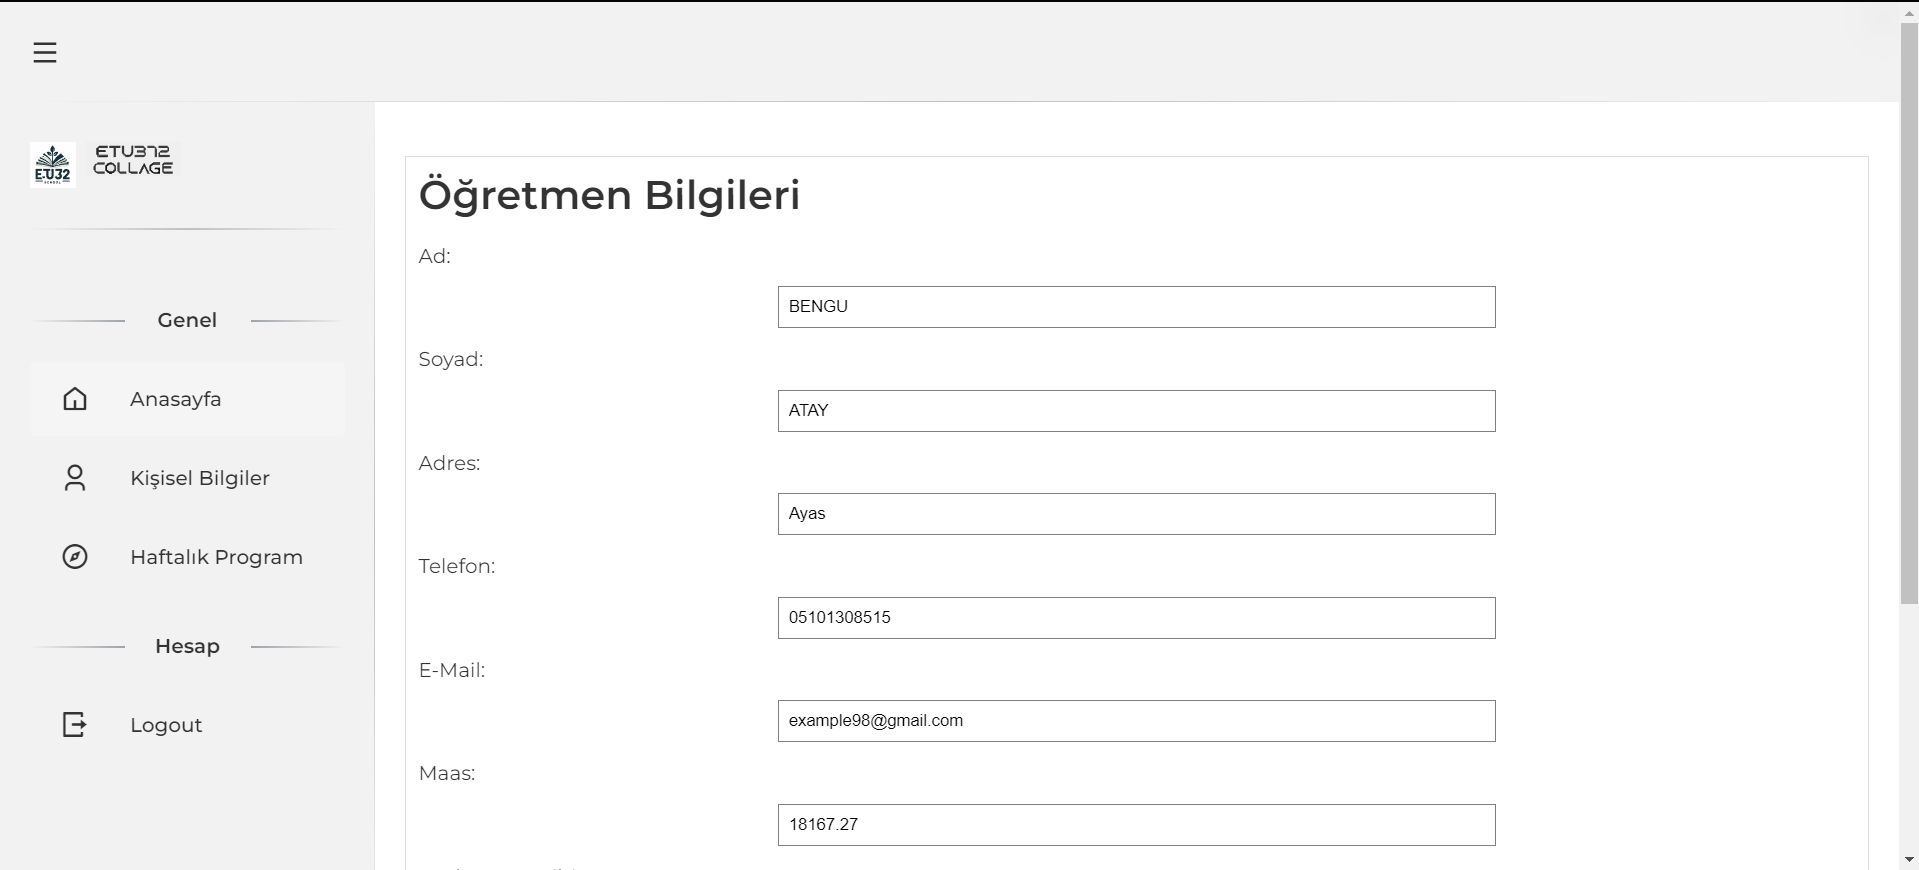 ETU372
COLLAGE
E-U32
SCHOOL
Genel
Anasayfa
Kişisel Bilgiler
Haftalık Program
Hesap
Logout
Öğretmen Bilgileri
Ad:
BENGU
Soyad:
ATAY
Adres:
Ayas
Telefon:
05101308515
E-Mail:
example98@gmail.com
Maas:
18167.27